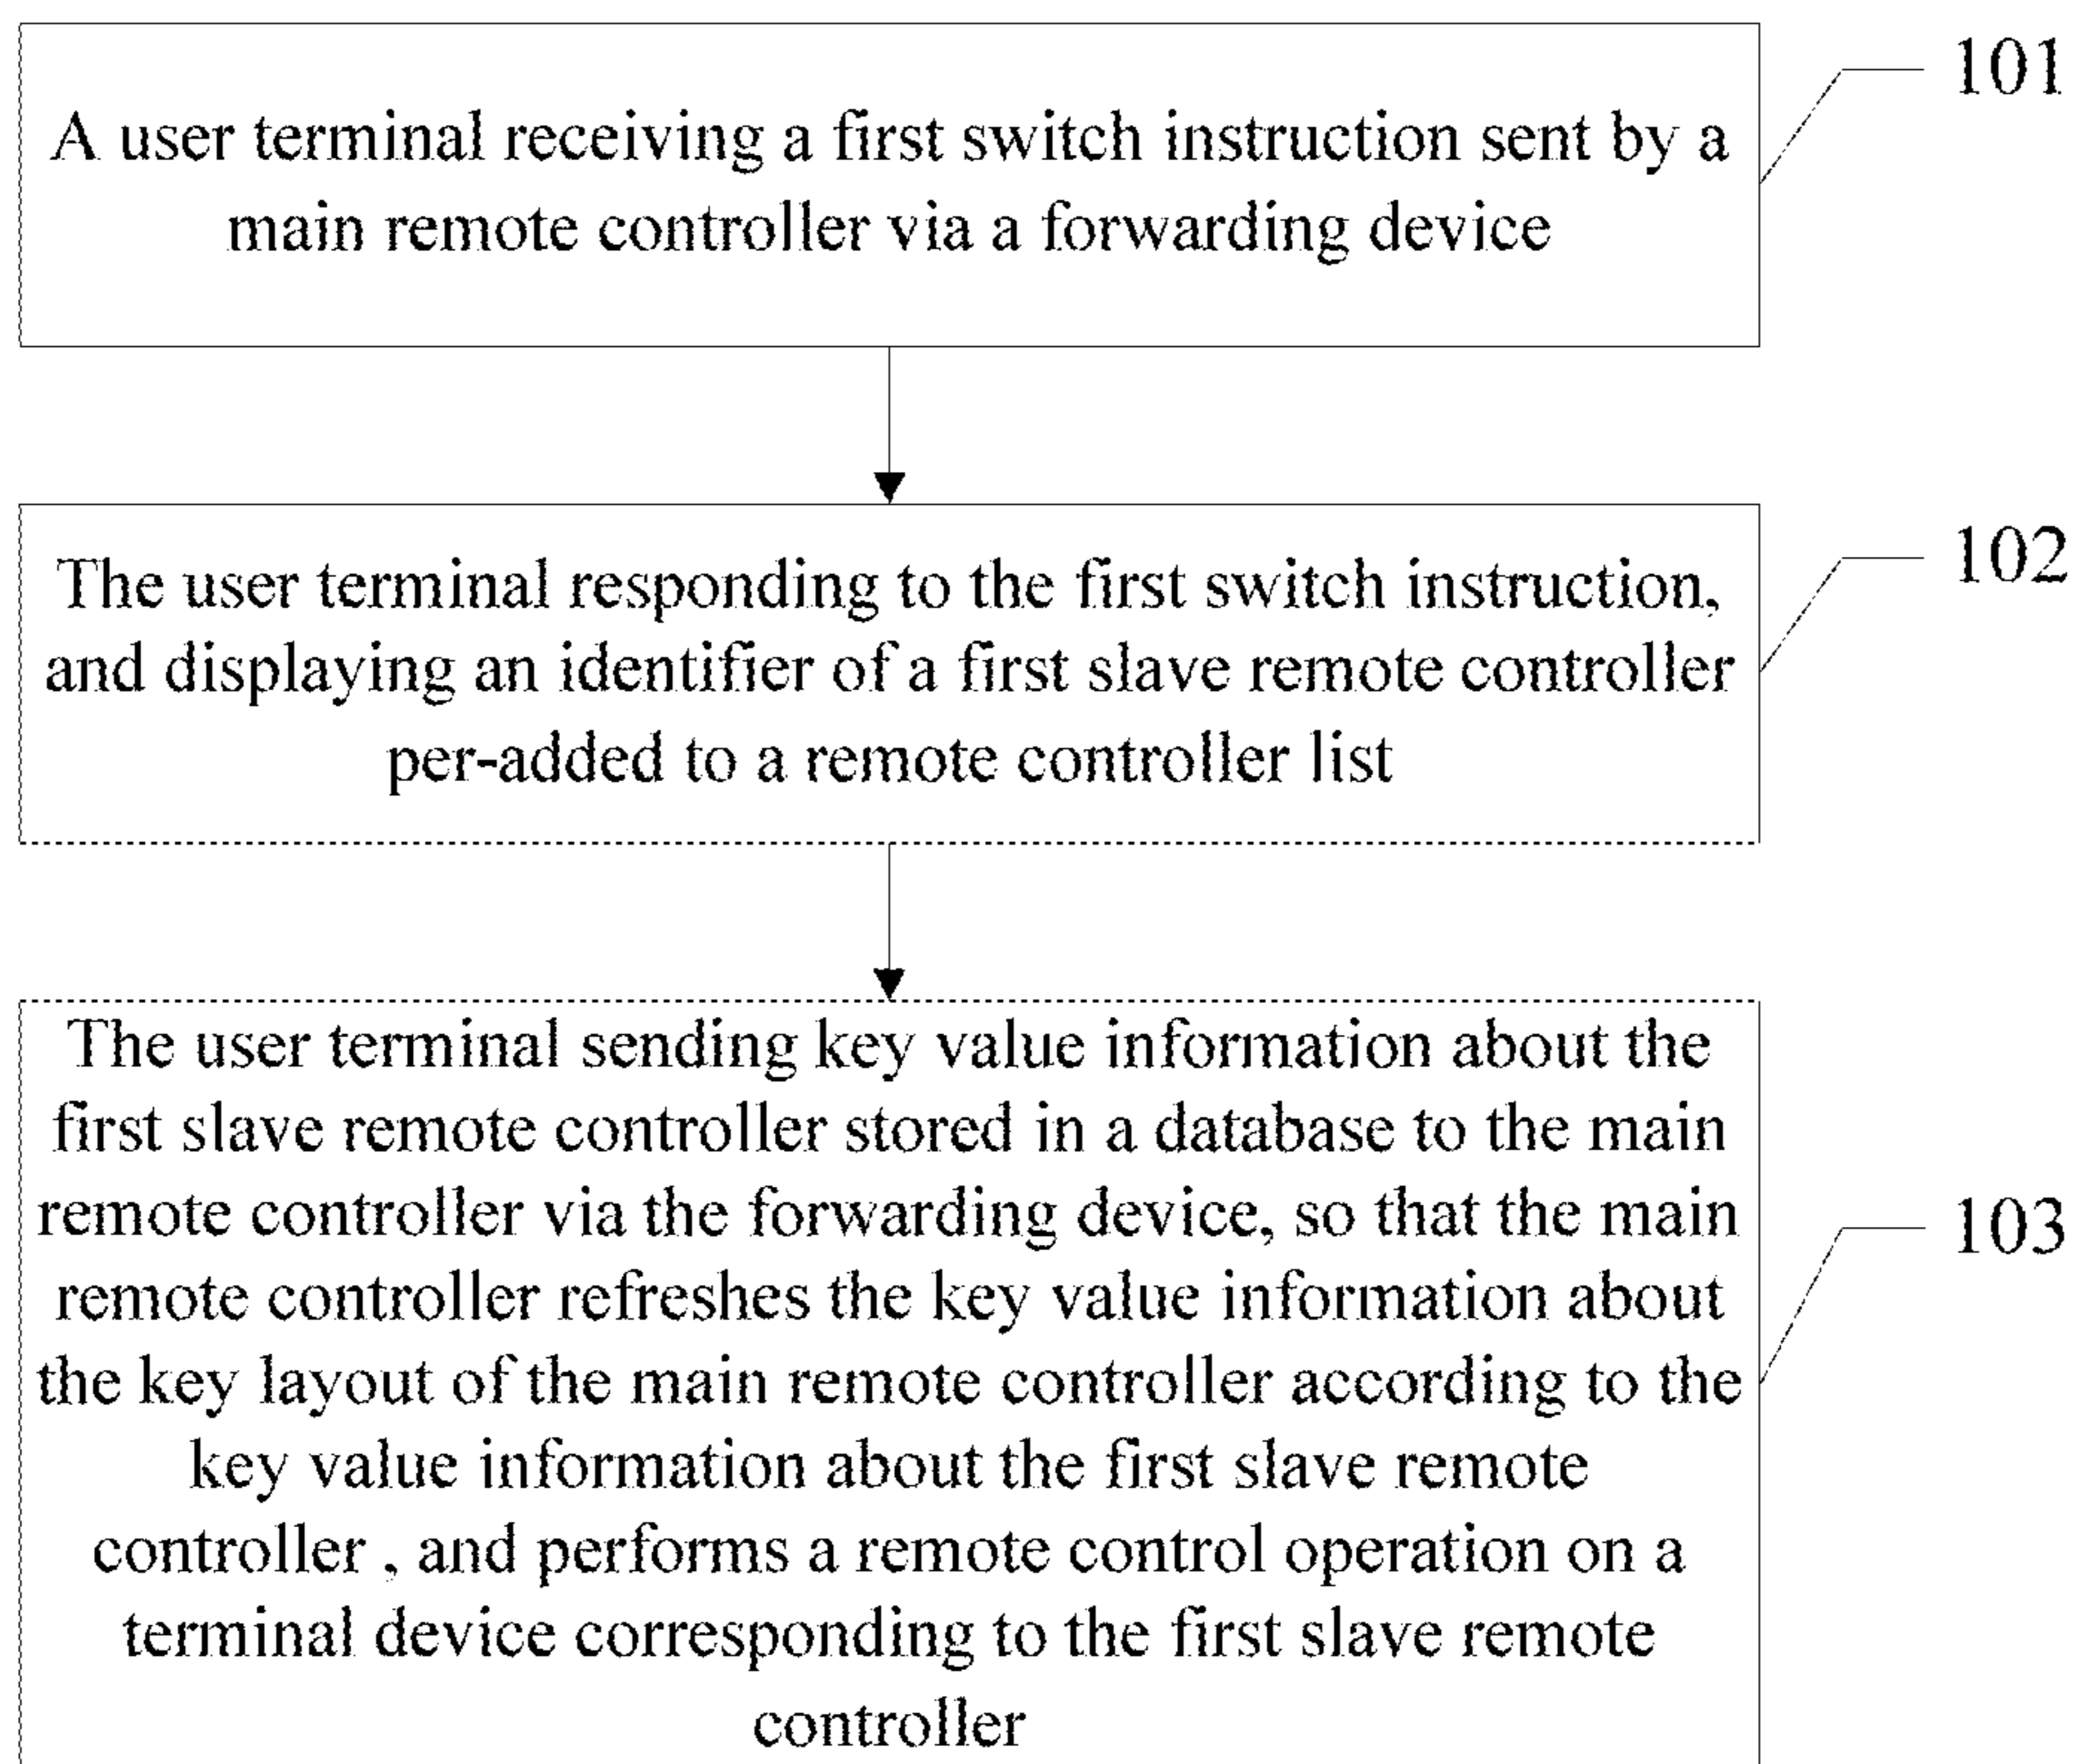 A user terminal receiving a first switch instruction sent by a
main remote controller via a forwarding device
101
The user terminal responding to the first switch instruction,
and displaying an identifier of a first slave remote controller
per-added to a remote controller list
102
The user terminal sending key value information about the
first slave remote controller stored in a database to the main
remote controller via the forwarding device, so that the main
remote controller refreshes the key value information about
the key layout of the main remote controller according to the
key value information about the first slave remote
controller , and performs a remote control operation on a
terminal device corresponding to the first slave remote
controller
103